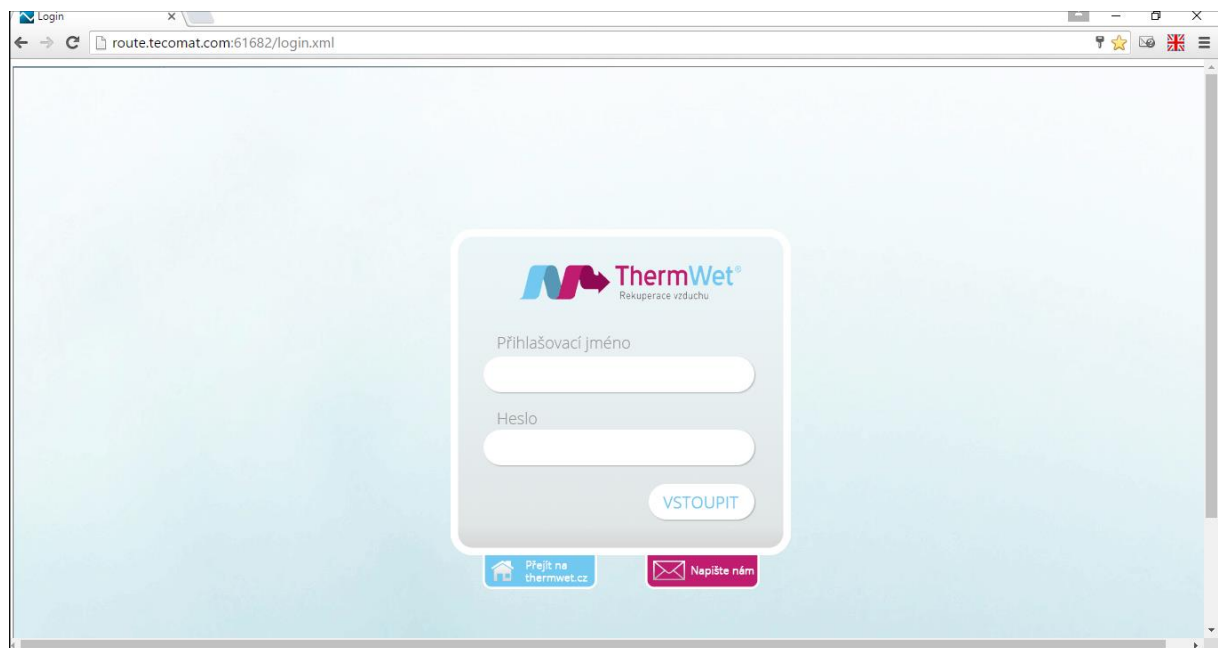 Login
route.tecomat.com:61682/login.xml
ThermWet®
Rekuperace vzduchu
Přihlašovací jméno
Heslo
VSTOUPIT
Přejít na
thermwet.cz
Napište nám